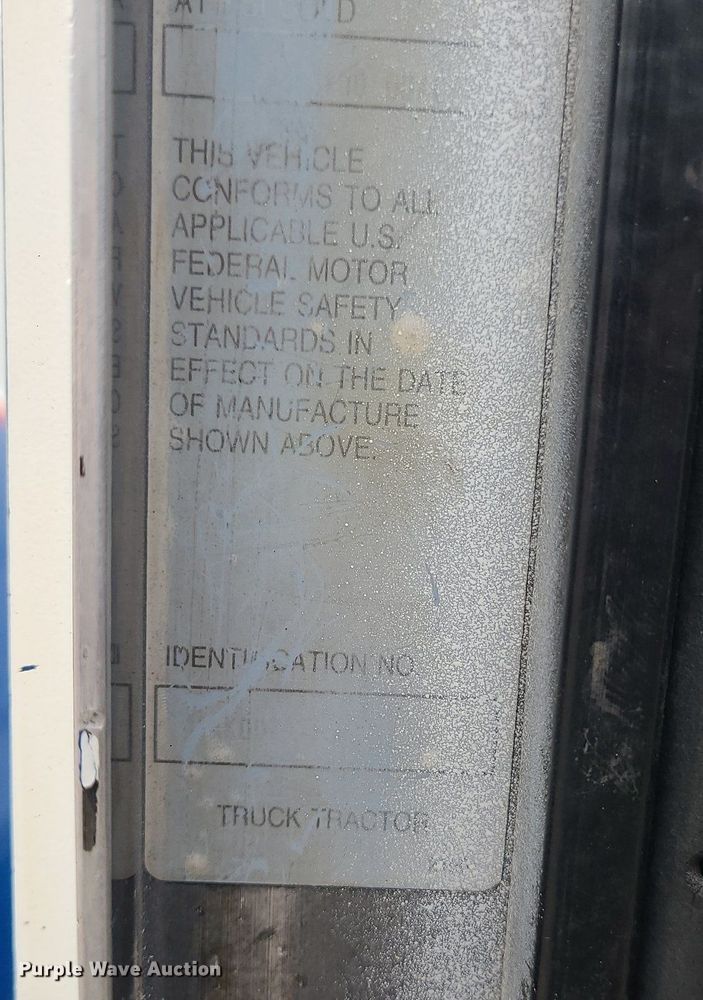 THIS VEHICLE
CONFORMS TO ALL
APPLICABLE U.S.
FEDERAL MOTOR
VEHICLE SAFETY
STANDARDS IN
EFFECT ON THE DATE
OF MANUFACTURE
SHOWN ABOVE.
IDENTIFICATION NO.
TRUCK TRACTOR
Purple Wave Auction